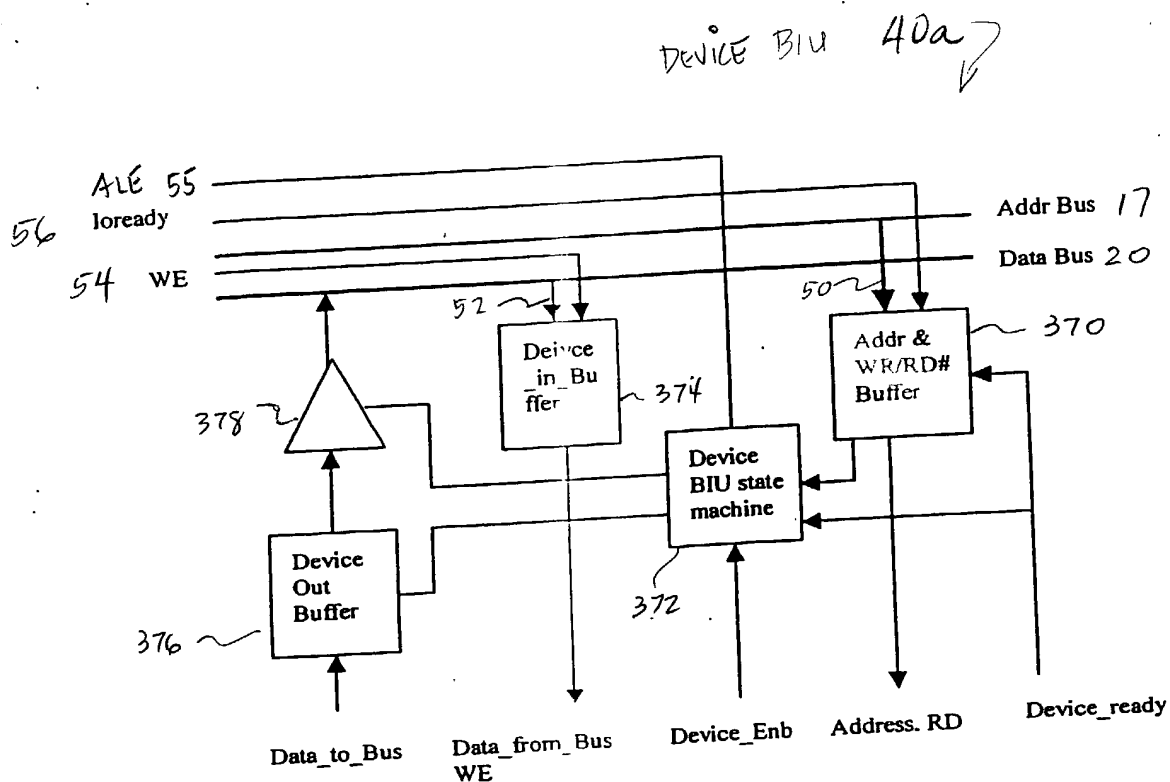 DEVICE BIU 40a
ALE 55
56 Ioready
Addr Bus 17
54 WE
Data Bus 20
52
50
Deivce
_in_Bu
ffer
374
Addr &
WR/RD#
Buffer
370
378
Device
BIU state
machine
372
Device
Out
Buffer
376
Data_to_Bus
Data_from_Bus
WE
Device_Enb
Address. RD
Device_ready